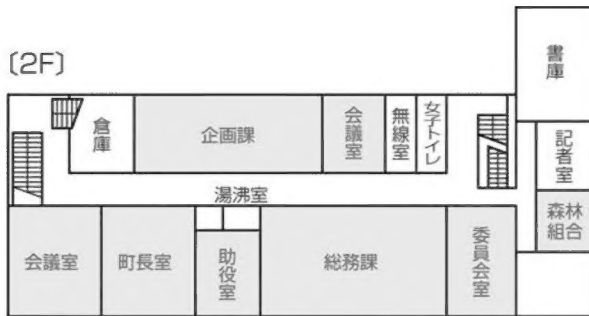 〔2F〕
書庫
倉庫
企画課
会議室
無線室
女子トイレ
記者室
湯沸室
森林組合
会議室
町長室
助役室
総務課
委員会室